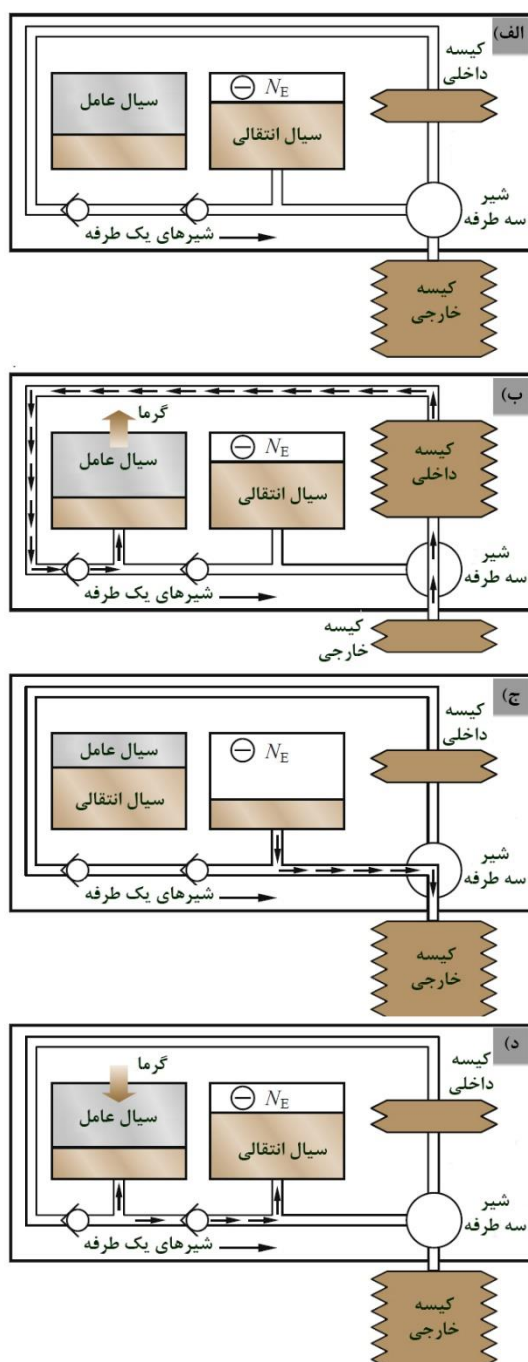 الف)
کیسه
داخلی
سیال عامل
⊖ N_E
سیال انتقالی
شیر
سه طرفه
شیرهای یک طرفه
کیسه
خارجی
ب)
گرما
سیال عامل
⊖ N_E
سیال انتقالی
کیسه
داخلی
شیر
سه طرفه
شیرهای یک طرفه
کیسه
خارجی
ج)
کیسه
داخلی
سیال عامل
⊖ N_E
سیال انتقالی
شیر
سه طرفه
شیرهای یک طرفه
کیسه
خارجی
د)
گرما
کیسه
داخلی
سیال عامل
⊖ N_E
سیال انتقالی
شیر
سه طرفه
شیرهای یک طرفه
کیسه
خارجی